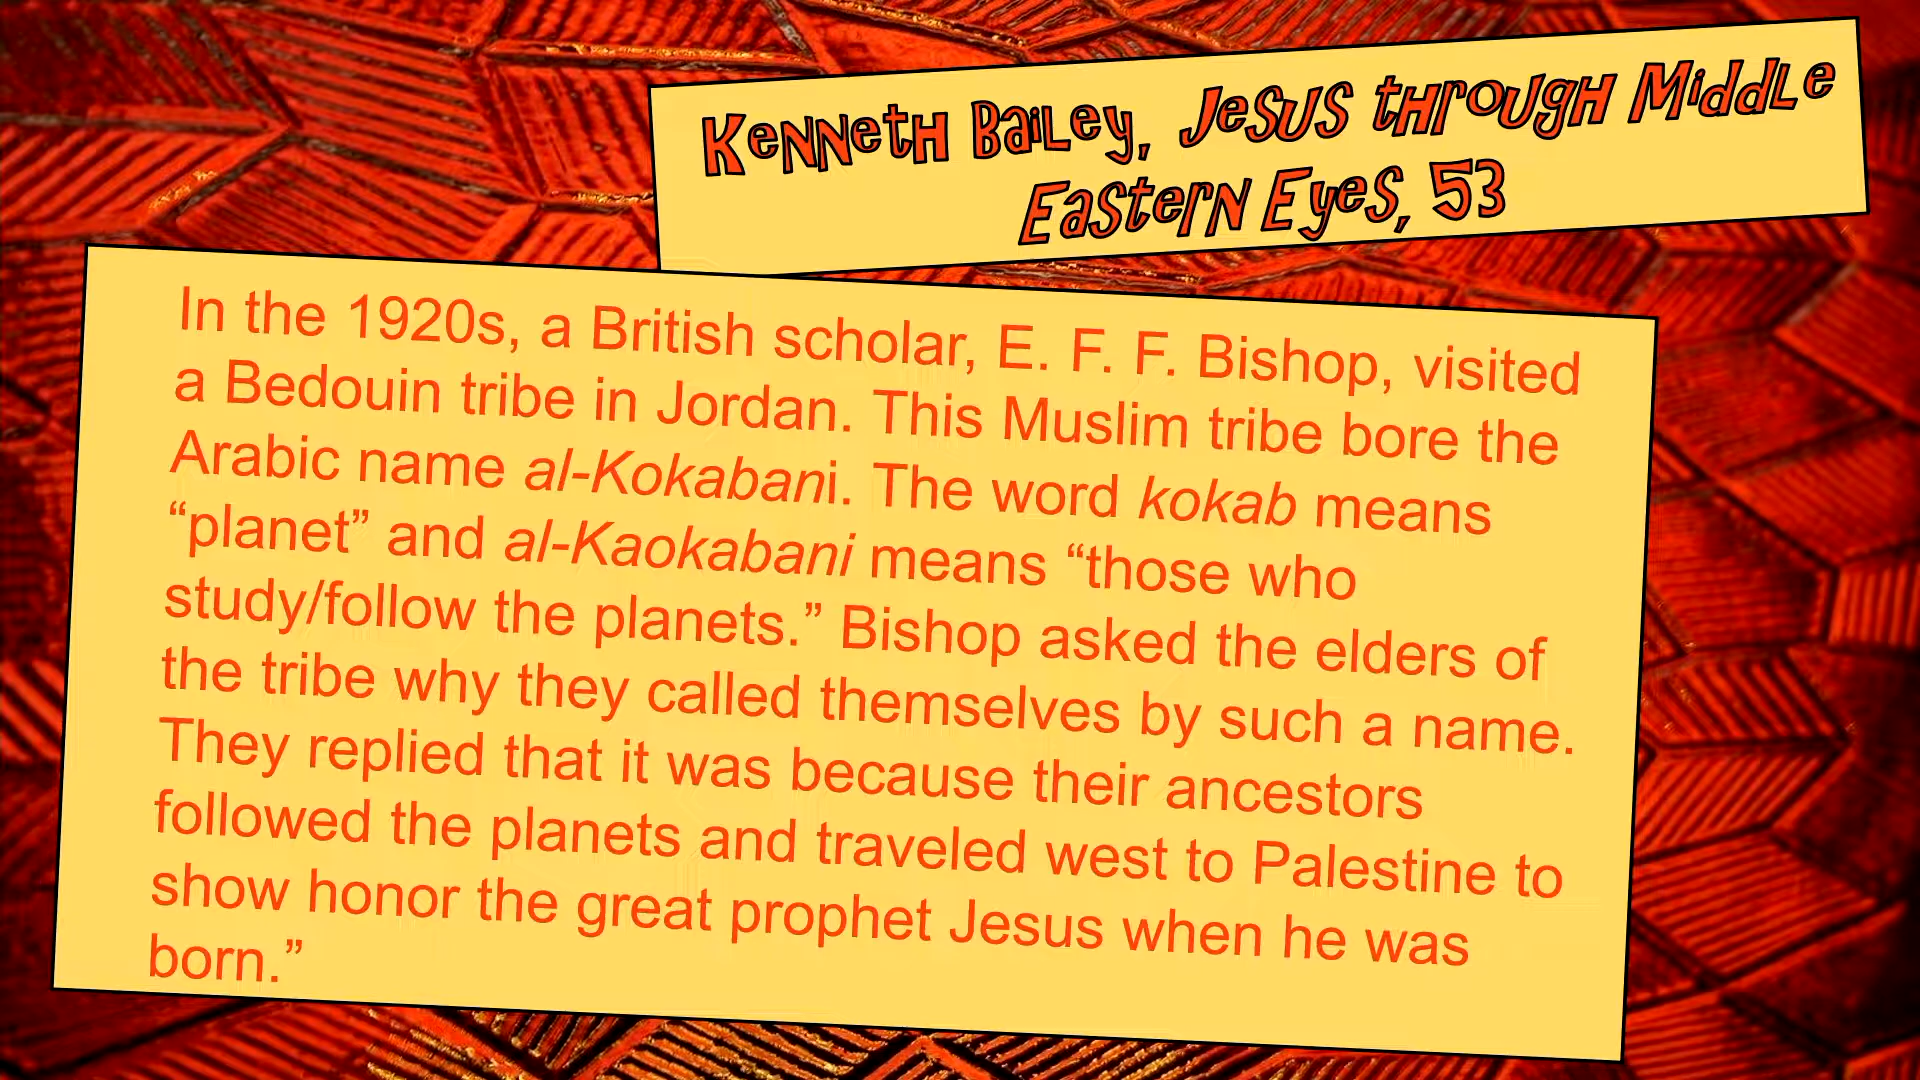 Kenneth Bailey, Jesus through Middle
Eastern Eyes, 53
In the 1920s, a British scholar, E. F. F. Bishop, visited
a Bedouin tribe in Jordan. This Muslim tribe bore the
Arabic name al-Kokabani. The word kokab means
“planet” and al-Kaokabani means “those who
study/follow the planets.” Bishop asked the elders of
the tribe why they called themselves by such a name.
They replied that it was because their ancestors
followed the planets and traveled west to Palestine to
show honor the great prophet Jesus when he was
born.”